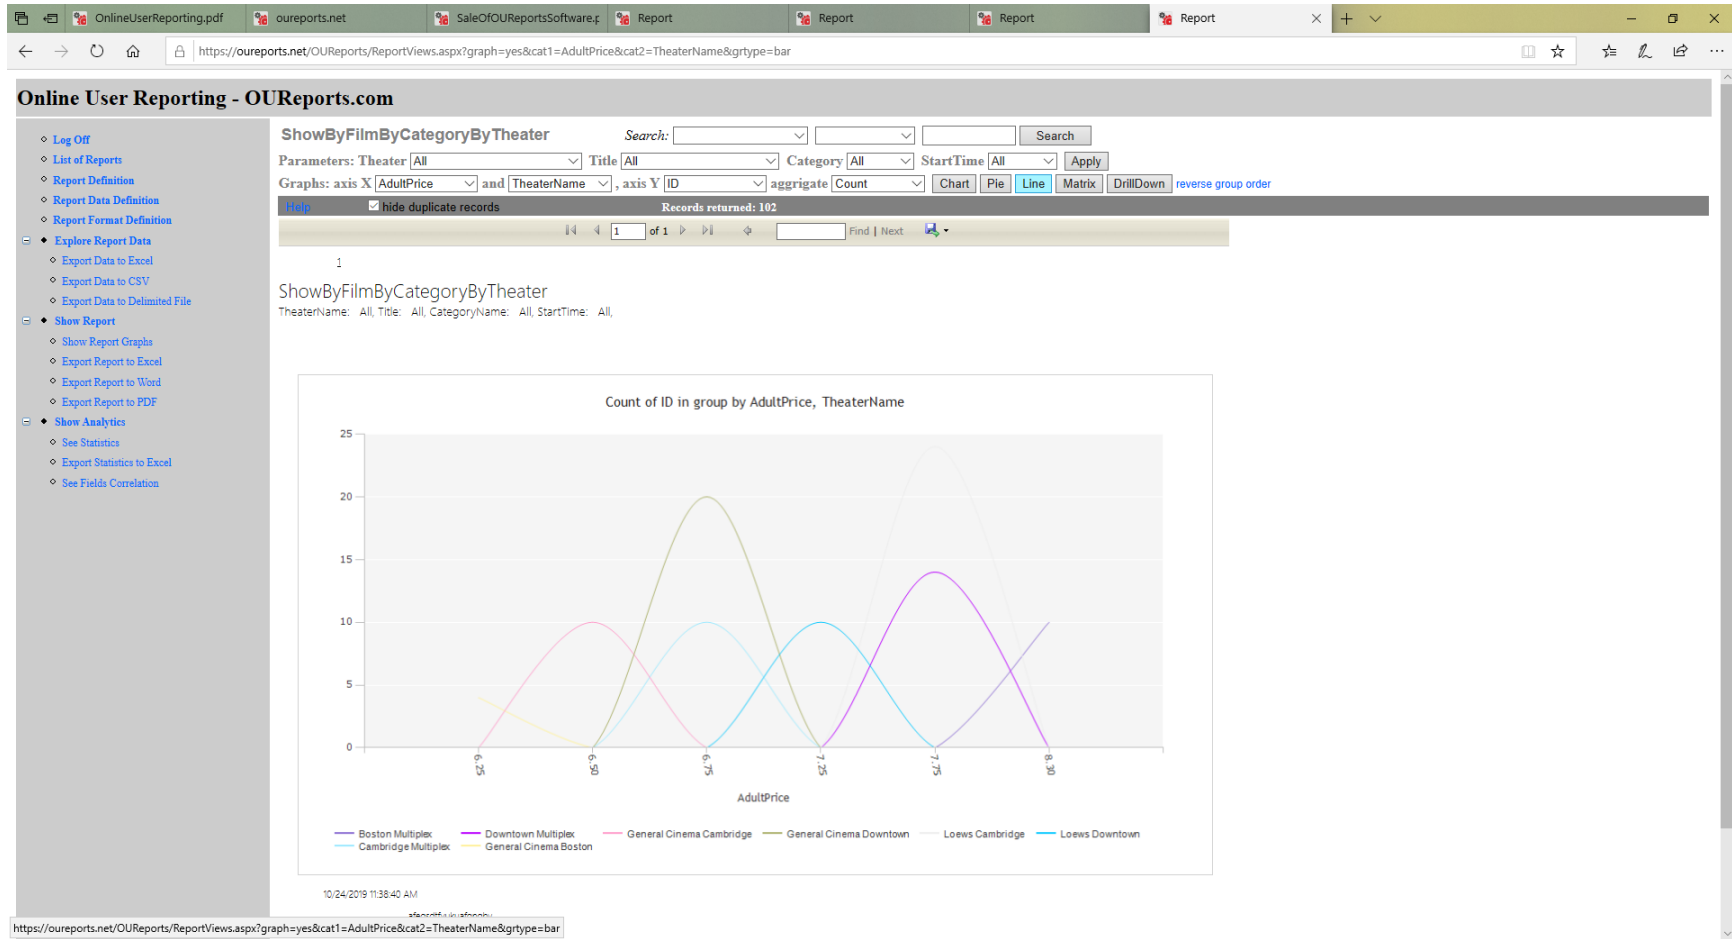 OnlineUserReporting.pdf oureports.net SaleOfOUReportsSoftware.p Report Report Report Report
https://oureports.net/OUReports/ReportViews.aspx?graph=yes&cat1=AdultPrice&cat2=TheaterName&grtype=bar
Online User Reporting - OUReports.com
Log Off
List of Reports
Report Definition
Report Data Definition
Report Format Definition
Explore Report Data
Export Data to Excel
Export Data to CSV
Export Data to Delimited File
Show Report
Show Report Graphs
Export Report to Excel
Export Report to Word
Export Report to PDF
Show Analytics
See Statistics
Export Statistics to Excel
See Fields Correlation
ShowByFilmByCategoryByTheater Search: Search
Parameters: Theater All Title All Category All StartTime All Apply
Graphs: axis X AdultPrice and TheaterName , axis Y ID aggrigate Count Chart Pie Line Matrix DrillDown reverse group order
Help hide duplicate records Records returned: 102
1 of 1 Find | Next
1
ShowByFilmByCategoryByTheater
TheaterName: All, Title: All, CategoryName: All, StartTime: All,
Count of ID in group by AdultPrice, TheaterName
25
20
15
10
5
0
6.25 6.50 6.75 7.25 7.75 8.30
AdultPrice
Boston Multiplex Downtown Multiplex General Cinema Cambridge General Cinema Downtown Loews Cambridge Loews Downtown
Cambridge Multiplex General Cinema Boston
10/24/2019 11:38:40 AM
https://oureports.net/OUReports/ReportViews.aspx?graph=yes&cat1=AdultPrice&cat2=TheaterName&grtype=bar